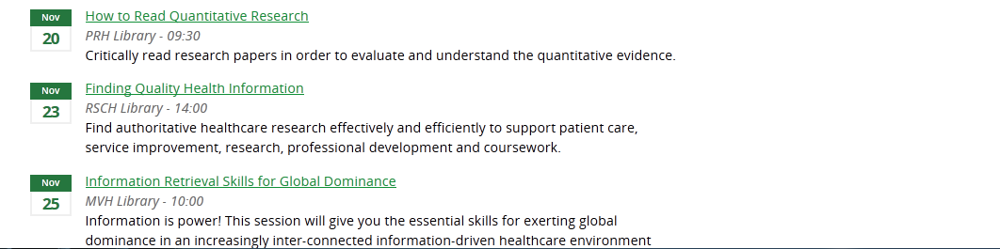 Nov
20
How to Read Quantitative Research
PRH Library - 09:30
Critically read research papers in order to evaluate and understand the quantitative evidence.
Nov
23
Finding Quality Health Information
RSCH Library - 14:00
Find authoritative healthcare research effectively and efficiently to support patient care,
service improvement, research, professional development and coursework.
Nov
25
Information Retrieval Skills for Global Dominance
MVH Library - 10:00
Information is power! This session will give you the essential skills for exerting global
dominance in an increasingly inter-connected information-driven healthcare environment